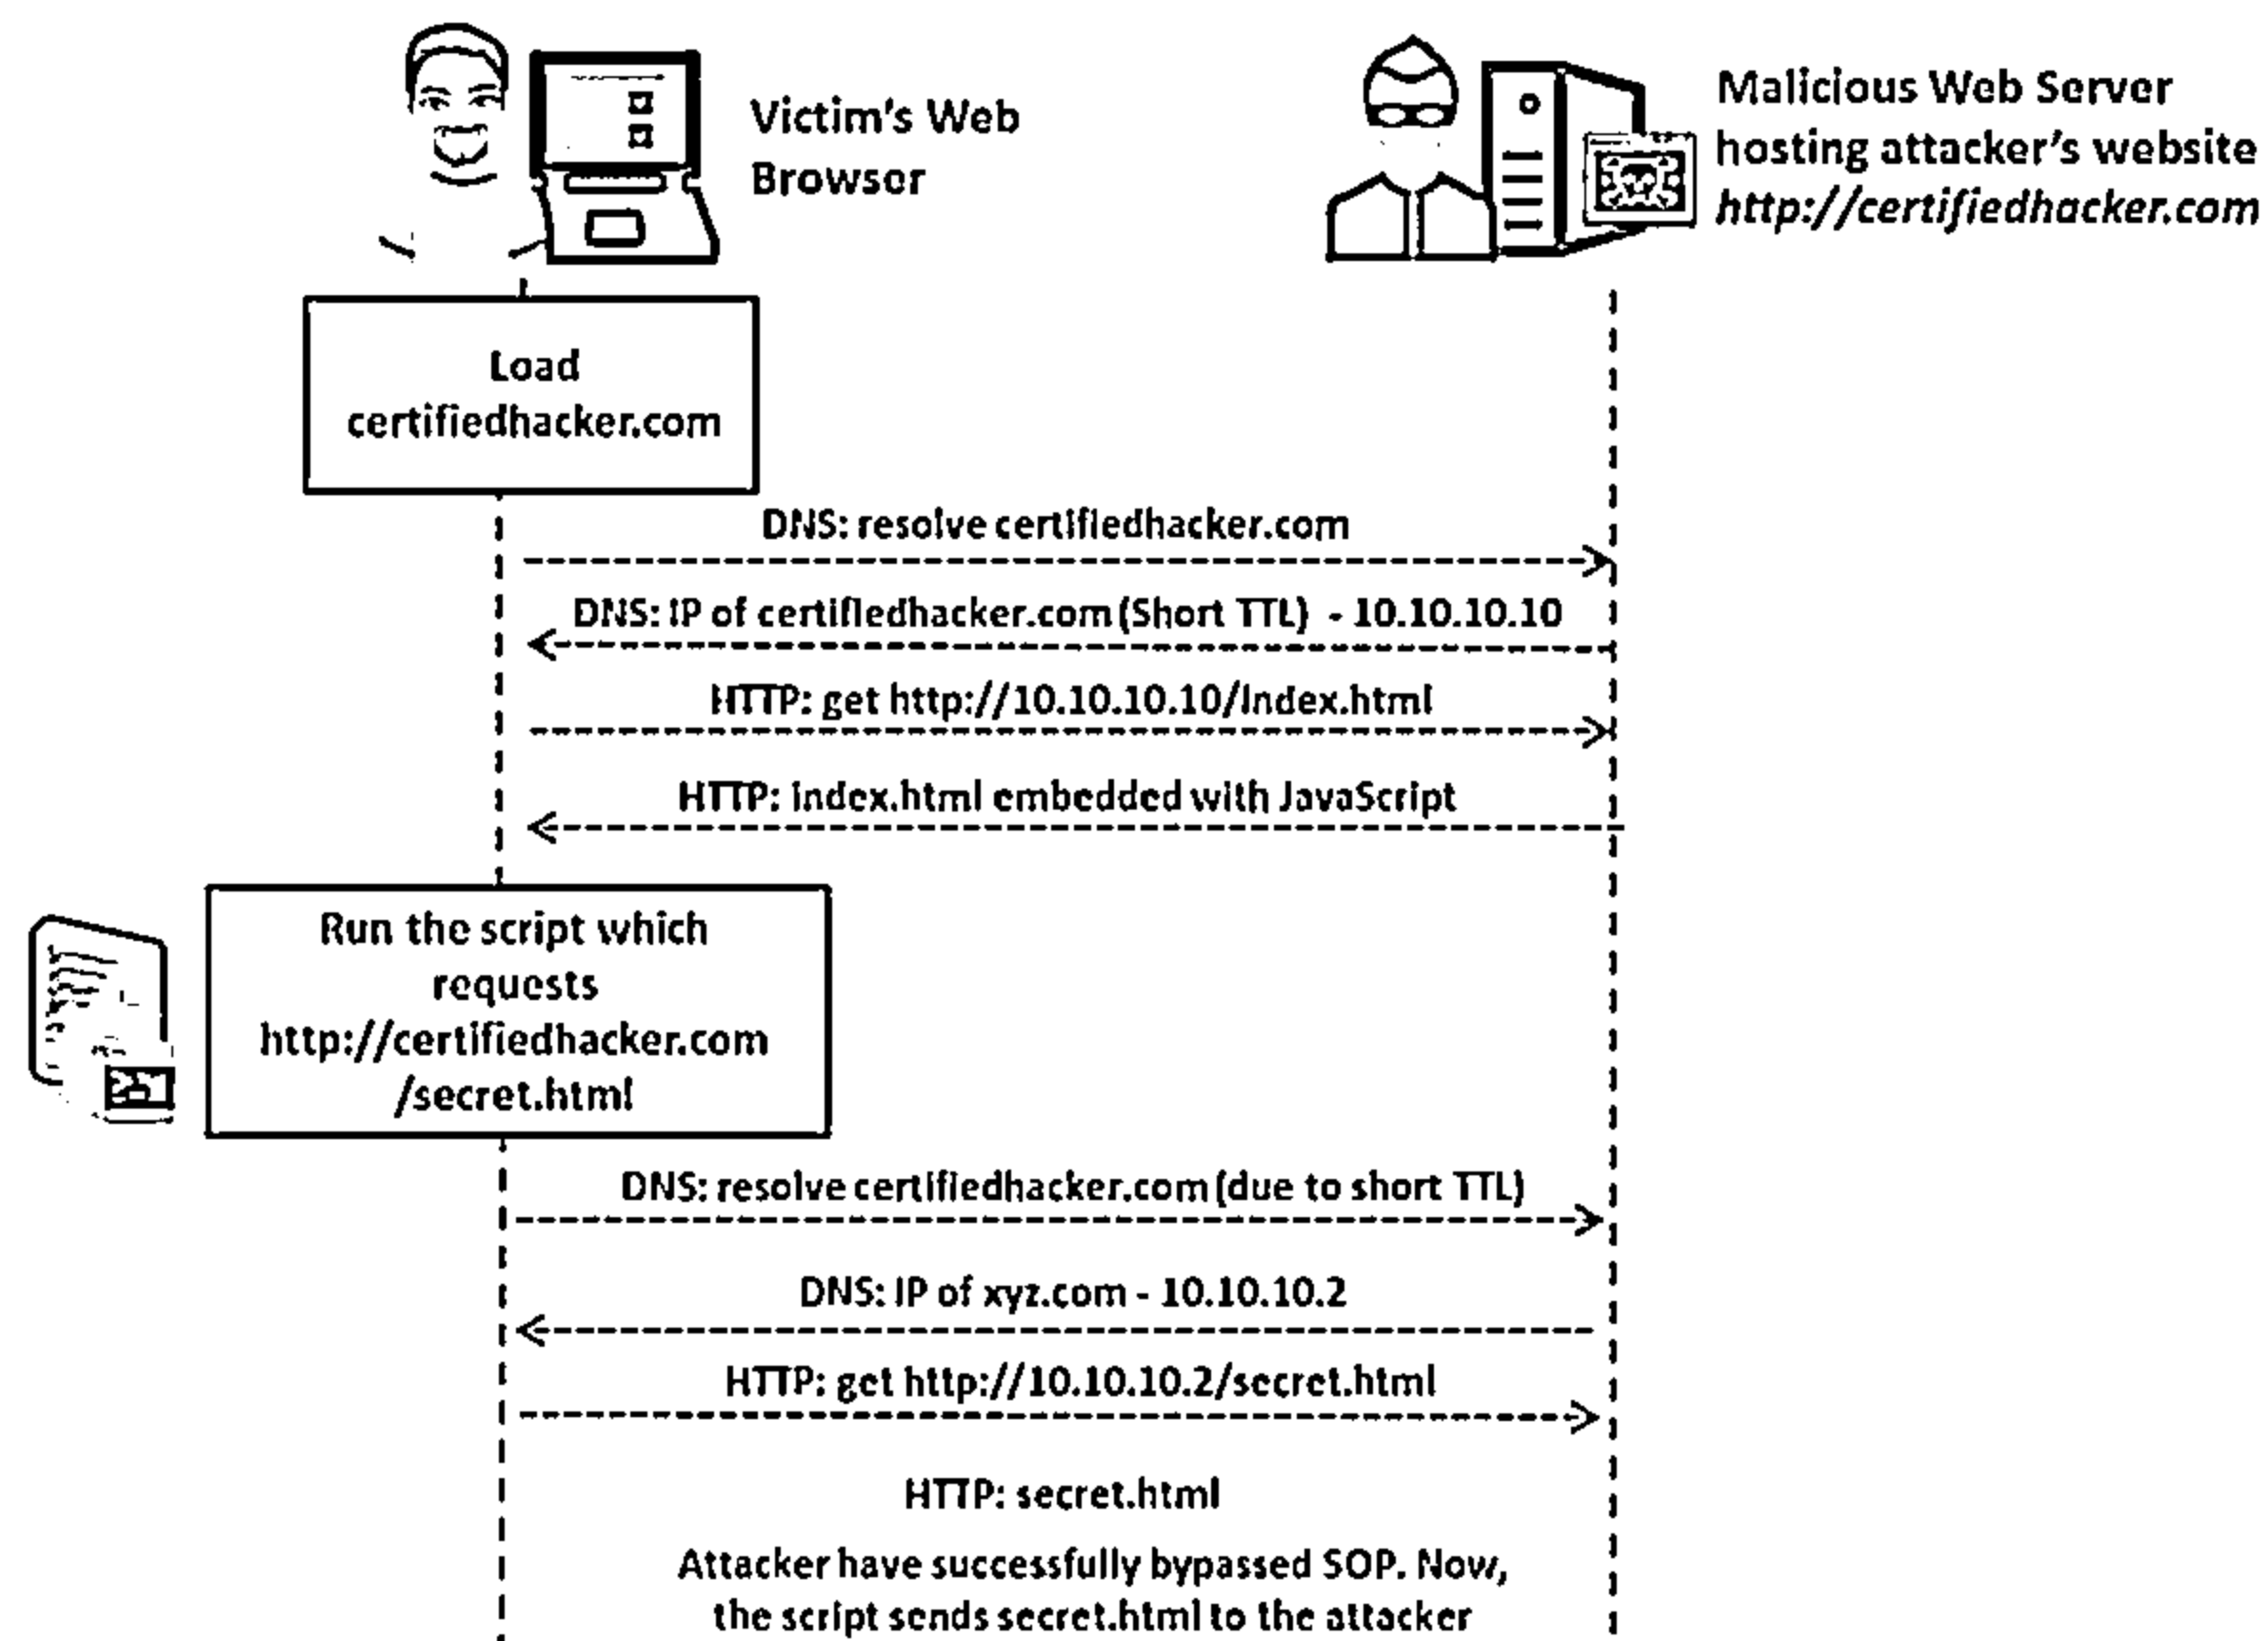 Victim's Web
Browser
Malicious Web Server
hosting attacker's website
http://certifiedhacker.com
Load
certifiedhacker.com
DNS: resolve certifiedhacker.com
DNS: IP of certifiedhacker.com (Short TTL) - 10.10.10.10
HTTP: get http://10.10.10.10/Index.html
HTTP: index.html embedded with JavaScript
Run the script which
requests
http://certifiedhacker.com
/secret.html
DNS: resolve certifiedhacker.com (due to short TTL)
DNS: IP of xyz.com - 10.10.10.2
HTTP: get http://10.10.10.2/secret.html
HTTP: secret.html
Attacker have successfully bypassed SOP. Now,
the script sends secret.html to the attacker